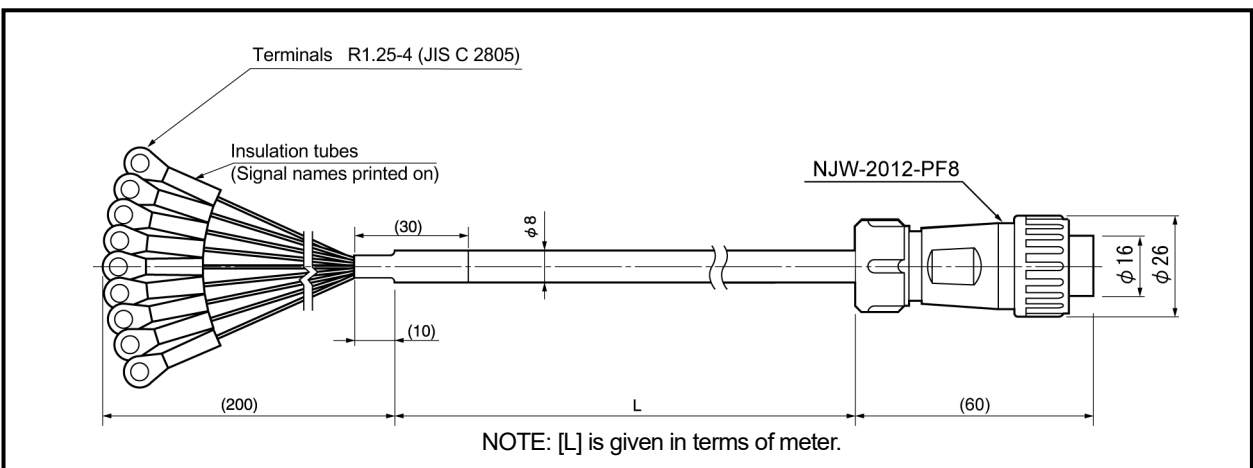 Terminals R1.25-4 (JIS C 2805)
Insulation tubes
(Signal names printed on)
NJW-2012-PF8
(30)
φ8
φ16
φ26
(10)
(200)
L
(60)
NOTE: [L] is given in terms of meter.